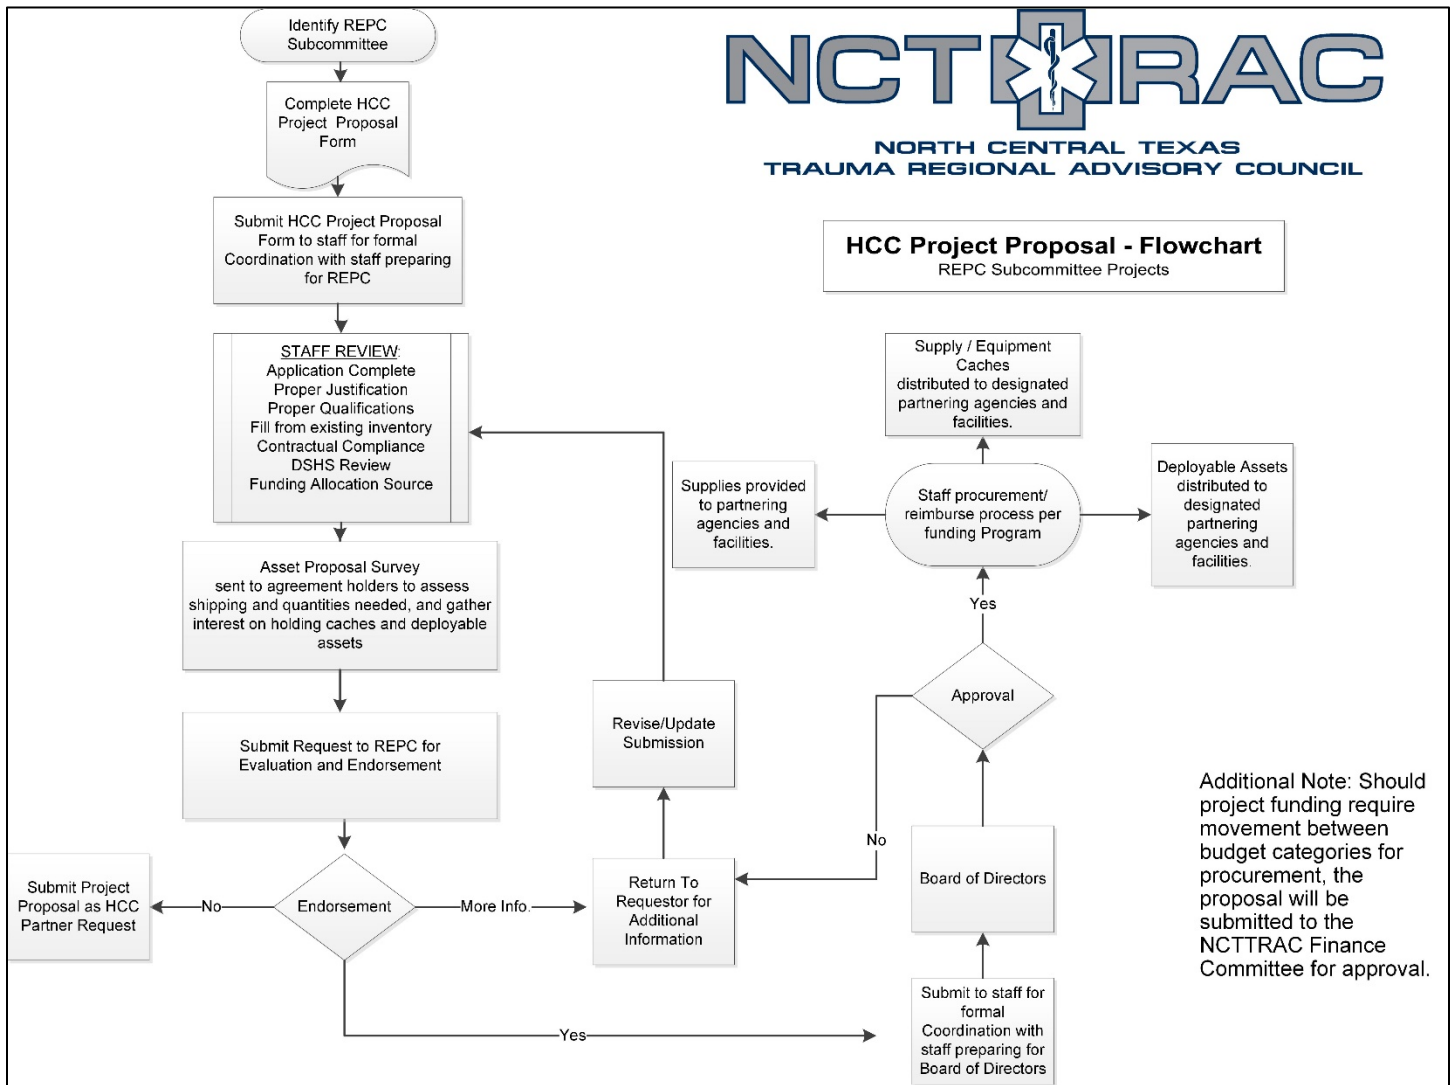 Identify REPC
Subcommittee
Complete HCC
Project Proposal
Form
Submit HCC Project Proposal
Form to staff for formal
Coordination with staff preparing
for REPC
STAFF REVIEW:
Application Complete
Proper Justification
Proper Qualifications
Fill from existing inventory
Contractual Compliance
DSHS Review
Funding Allocation Source
Asset Proposal Survey
sent to agreement holders to assess
shipping and quantities needed, and gather
interest on holding caches and deployable
assets
Submit Request to REPC for
Evaluation and Endorsement
Endorsement
No
Submit Project
Proposal as HCC
Partner Request
More Info.
Return To
Requestor for
Additional
Information
Revise/Update
Submission
Yes
Submit to staff for
formal
Coordination with
staff preparing for
Board of Directors
Board of Directors
Approval
No
Yes
Staff procurement/
reimburse process per
funding Program
Supplies provided
to partnering
agencies and
facilities.
Supply / Equipment
Caches
distributed to designated
partnering agencies and
facilities.
Deployable Assets
distributed to
designated
partnering
agencies and
facilities.
NCTTRAC
NORTH CENTRAL TEXAS
TRAUMA REGIONAL ADVISORY COUNCIL
HCC Project Proposal - Flowchart
REPC Subcommittee Projects
Additional Note: Should
project funding require
movement between
budget categories for
procurement, the
proposal will be
submitted to the
NCTTRAC Finance
Committee for approval.